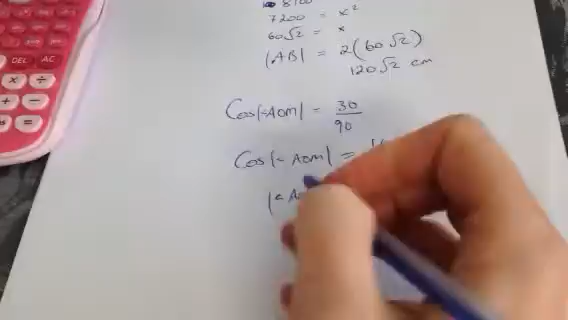 8100
7200 = x²
60√2 = x
|AB| = 2(60√2)
120√2 cm
Cos|<AOM| = 30/90
Cos|<AOM| =
|<A
DEL AC
× ÷
+ −
=